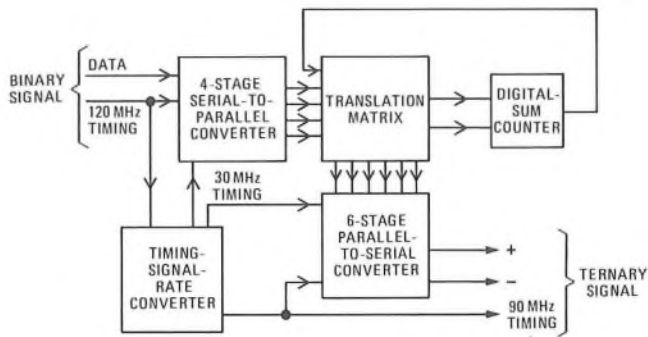 BINARY
SIGNAL
DATA
120 MHz
TIMING
4-STAGE
SERIAL-TO-
PARALLEL
CONVERTER
TRANSLATION
MATRIX
DIGITAL-
SUM
COUNTER
30 MHz
TIMING
TIMING-
SIGNAL-
RATE
CONVERTER
6-STAGE
PARALLEL-
TO-SERIAL
CONVERTER
+
−
90 MHz
TIMING
TERNARY
SIGNAL